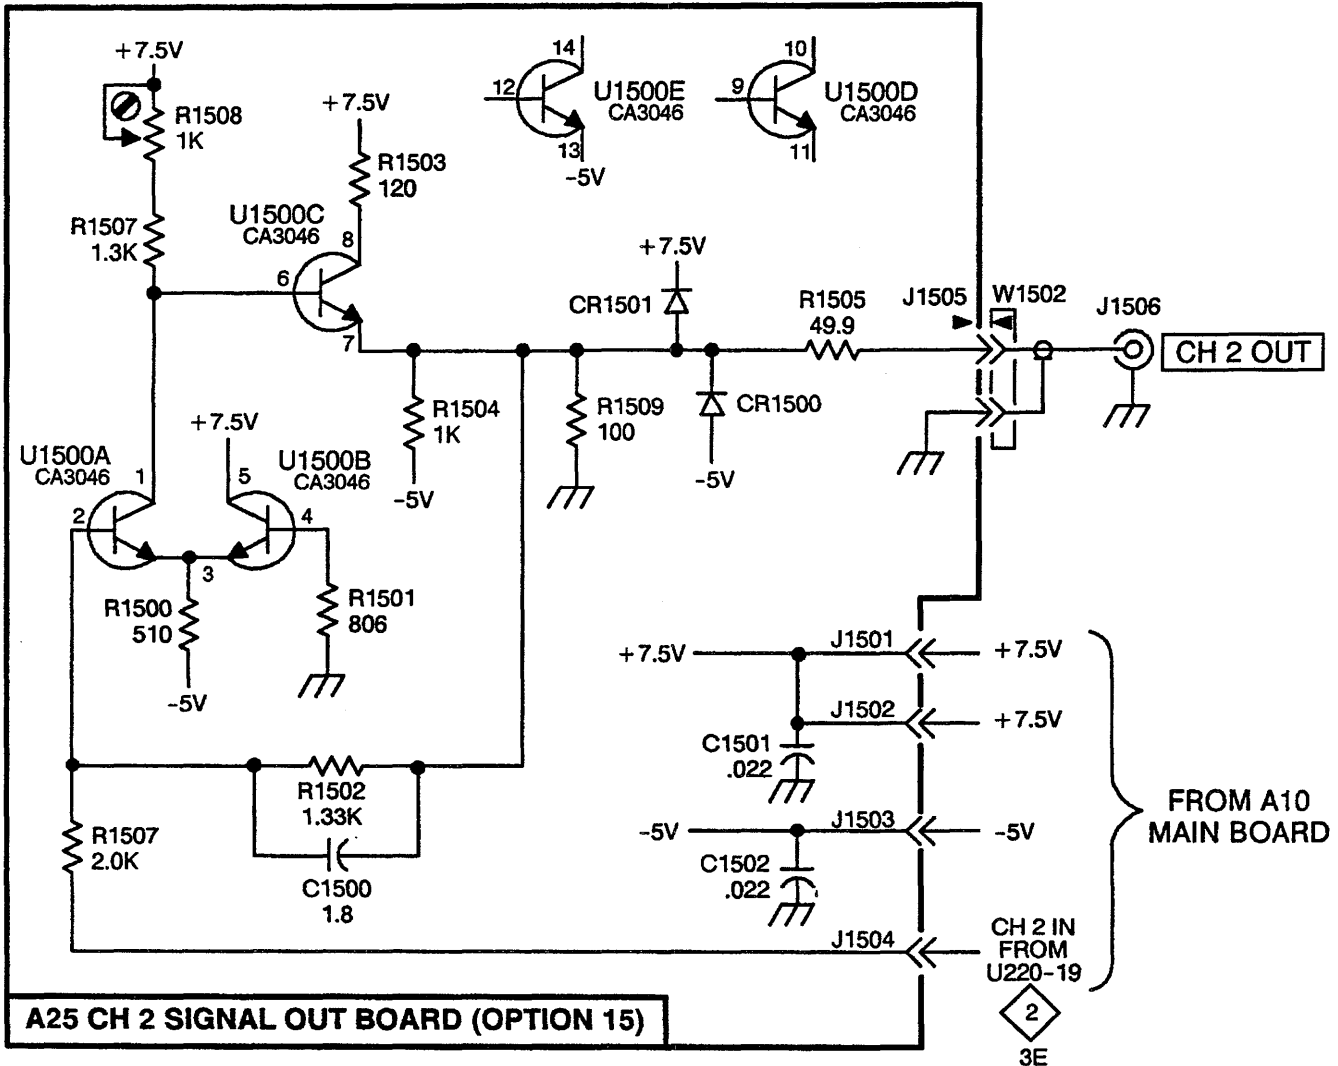 +7.5V
R1508
1K
R1507
1.3K
+7.5V
R1503
120
U1500C
CA3046
8
6
7
14
12
13
-5V
U1500E
CA3046
10
9
11
U1500D
CA3046
+7.5V
CR1501
R1505
49.9
J1505
W1502
J1506
CH 2 OUT
R1504
1K
-5V
R1509
100
CR1500
-5V
+7.5V
U1500A
CA3046
1
2
5
U1500B
CA3046
4
3
R1500
510
-5V
R1501
806
R1502
1.33K
C1500
1.8
R1507
2.0K
+7.5V
J1501
+7.5V
J1502
+7.5V
C1501
.022
-5V
J1503
-5V
C1502
.022
J1504
CH 2 IN
FROM
U220-19
2
3E
FROM A10
MAIN BOARD
A25 CH 2 SIGNAL OUT BOARD (OPTION 15)